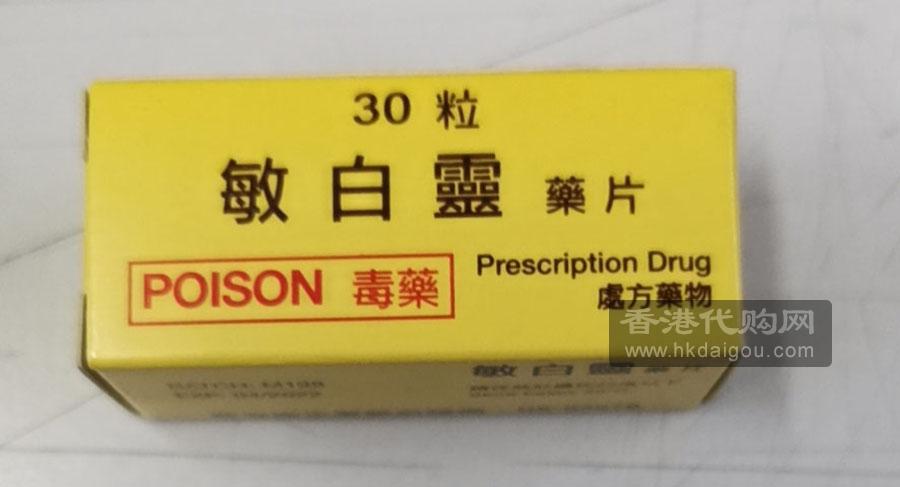 30 粒
敏白靈 藥片
POISON 毒藥
Prescription Drug
處方藥物
香港代购网
www.hkdaigou.com
敏白靈 藥片